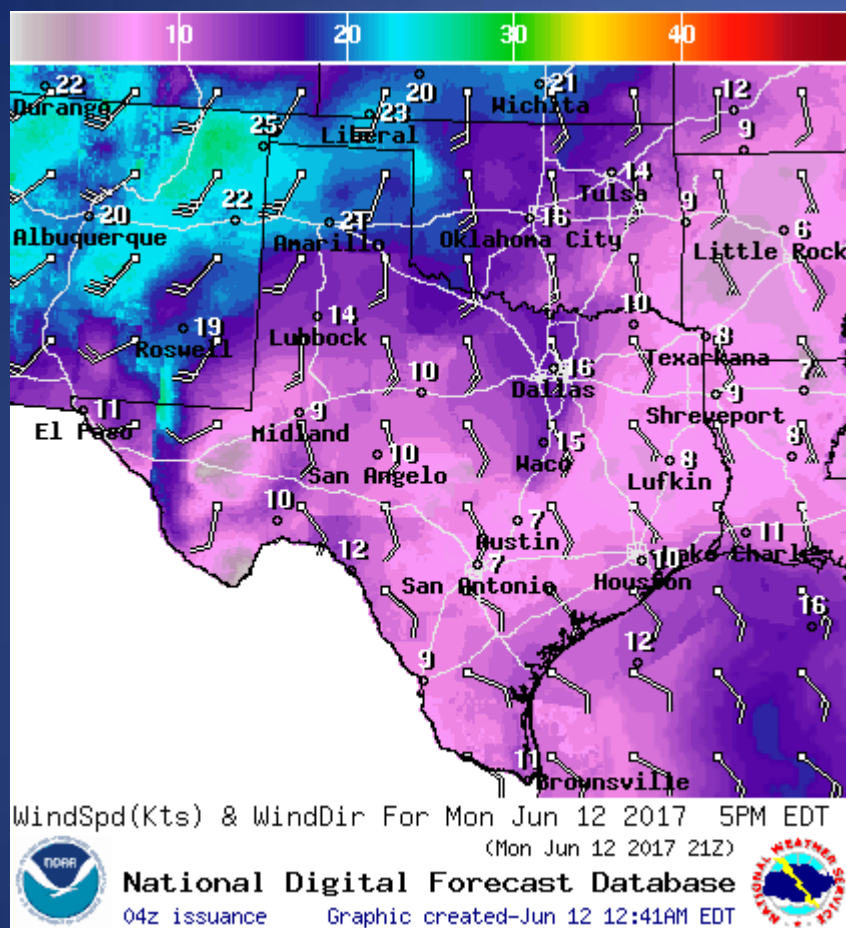 10 20 30 40
22 20 21 12
Durango Wichita
25 23 9
Liberal
14
Tulsa
20 22 21 16 9 6
Albuquerque Amarillo Oklahoma City Little Rock
19 14 10 8
Roswell Lubbock Texarkana
16
10 Dallas 9 7
11 9 Shreveport
El Paso Midland
10 15 8 8
San Angelo Waco Lufkin
10 7 11
Austin
12 7 10 Lake Charles
San Antonio Houston
16
12
9
11
Brownsville
WindSpd(Kts) & WindDir For Mon Jun 12 2017 5PM EDT
(Mon Jun 12 2017 21Z)
NOAA
National Digital Forecast Database
04z issuance Graphic created-Jun 12 12:41AM EDT
NATIONAL WEATHER SERVICE